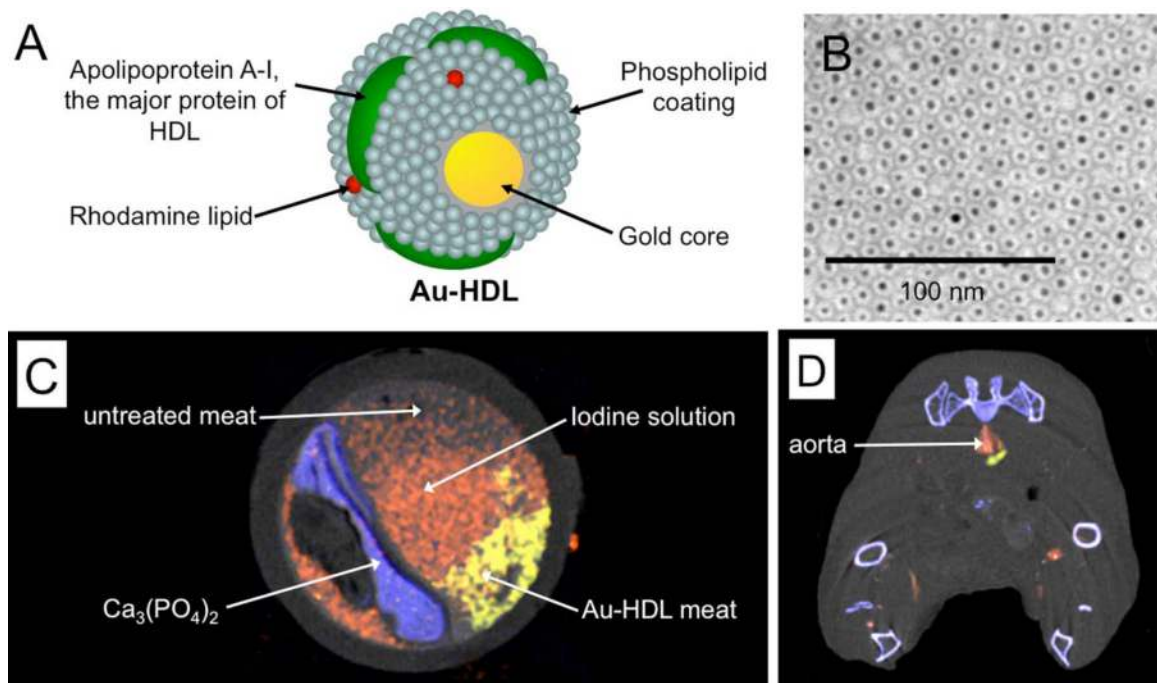 A
Apolipoprotein A-I,
the major protein of
HDL
Rhodamine lipid
Phospholipid
coating
Gold core
Au-HDL
B
100 nm
C
untreated meat
Iodine solution
Ca₃(PO₄)₂
Au-HDL meat
D
aorta